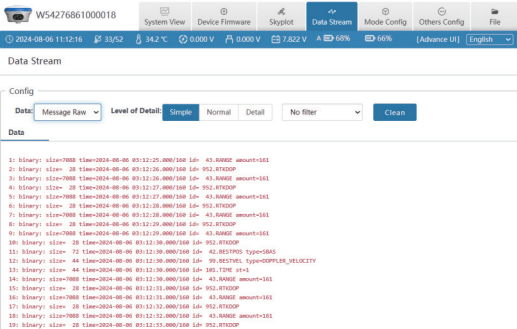 W54276861000018
System View
Device Firmware
Skyplot
Data Stream
Mode Config
Others Config
File
2024-08-06 11:12:16 33/52 34.2 °C 0.000 V 0.000 V 7.822 V A 68% 66% [Advance UI] English
Data Stream
Config
Data: Message Raw Level of Detail: Simple Normal Detail No filter Clean
Data
1: binary: size=7088 time=2024-08-06 03:12:25.000/160 id= 43.RANGE amount=161
2: binary: size= 28 time=2024-08-06 03:12:26.000/160 id= 952.RTKDOP
3: binary: size=7088 time=2024-08-06 03:12:26.000/160 id= 43.RANGE amount=161
4: binary: size= 28 time=2024-08-06 03:12:27.000/160 id= 952.RTKDOP
5: binary: size=7088 time=2024-08-06 03:12:27.000/160 id= 43.RANGE amount=161
6: binary: size= 28 time=2024-08-06 03:12:28.000/160 id= 952.RTKDOP
7: binary: size=7088 time=2024-08-06 03:12:28.000/160 id= 43.RANGE amount=161
8: binary: size= 28 time=2024-08-06 03:12:29.000/160 id= 952.RTKDOP
9: binary: size=7088 time=2024-08-06 03:12:29.000/160 id= 43.RANGE amount=161
10: binary: size= 28 time=2024-08-06 03:12:30.000/160 id= 952.RTKDOP
11: binary: size= 72 time=2024-08-06 03:12:30.000/160 id= 42.BESTPOS type=SBAS
12: binary: size= 44 time=2024-08-06 03:12:30.000/160 id= 99.BESTVEL type=DOPPLER_VELOCITY
13: binary: size= 44 time=2024-08-06 03:12:30.000/160 id= 101.TIME st=1
14: binary: size=7088 time=2024-08-06 03:12:30.000/160 id= 43.RANGE amount=161
15: binary: size= 28 time=2024-08-06 03:12:31.000/160 id= 952.RTKDOP
16: binary: size=7088 time=2024-08-06 03:12:31.000/160 id= 43.RANGE amount=161
17: binary: size= 28 time=2024-08-06 03:12:32.000/160 id= 952.RTKDOP
18: binary: size=7088 time=2024-08-06 03:12:32.000/160 id= 43.RANGE amount=161
19: binary: size= 28 time=2024-08-06 03:12:33.000/160 id= 952.RTKDOP